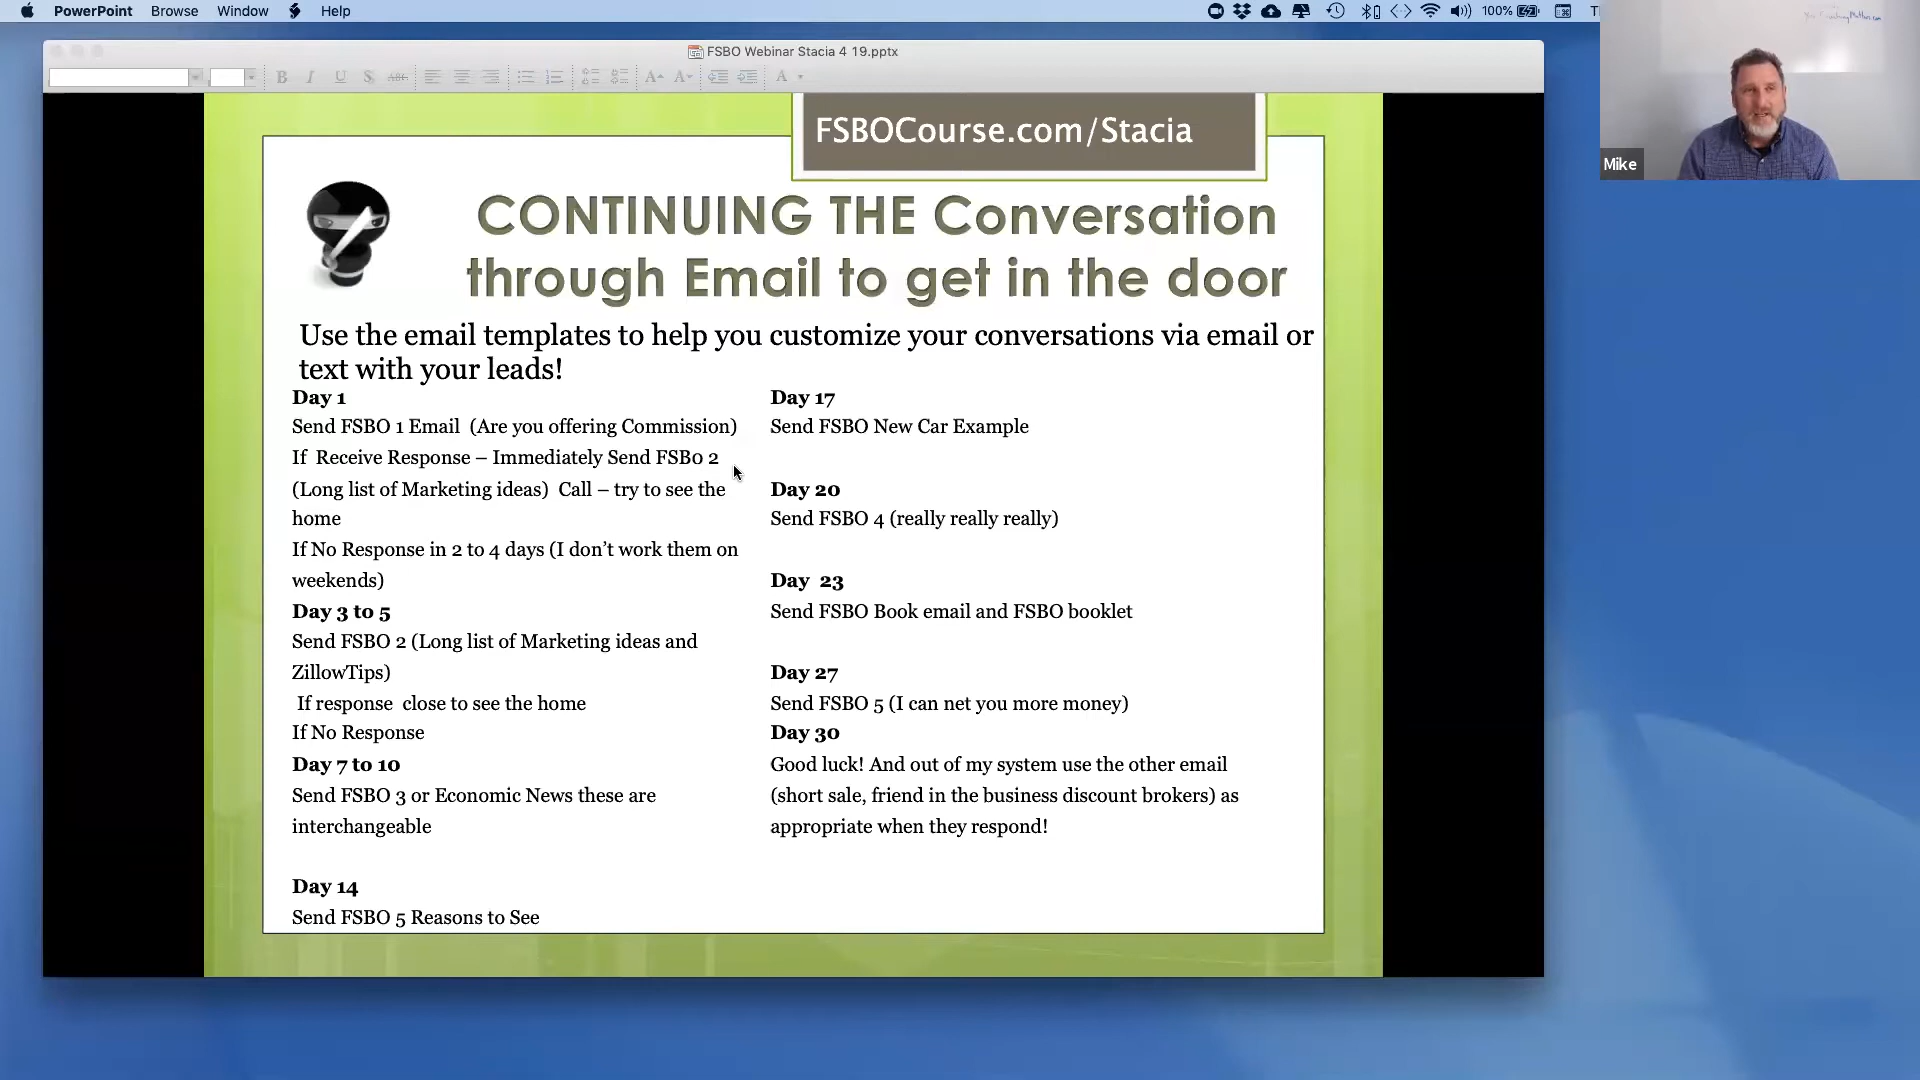 PowerPoint Browse Window Help
100%
FSBO Webinar Stacia 4 19.pptx
B I U S ABC A A A
Mike
FSBOCourse.com/Stacia
CONTINUING THE Conversation
through Email to get in the door
Use the email templates to help you customize your conversations via email or
text with your leads!
Day 1
Send FSBO 1 Email (Are you offering Commission)
If Receive Response – Immediately Send FSB0 2
(Long list of Marketing ideas) Call – try to see the
home
If No Response in 2 to 4 days (I don’t work them on
weekends)
Day 3 to 5
Send FSBO 2 (Long list of Marketing ideas and
ZillowTips)
If response close to see the home
If No Response
Day 7 to 10
Send FSBO 3 or Economic News these are
interchangeable
Day 14
Send FSBO 5 Reasons to See
Day 17
Send FSBO New Car Example
Day 20
Send FSBO 4 (really really really)
Day 23
Send FSBO Book email and FSBO booklet
Day 27
Send FSBO 5 (I can net you more money)
Day 30
Good luck! And out of my system use the other email
(short sale, friend in the business discount brokers) as
appropriate when they respond!